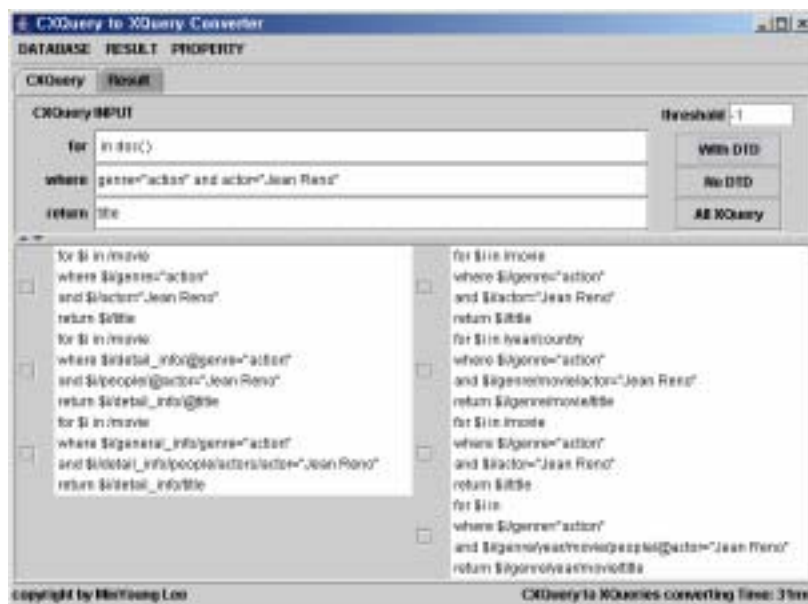 CXQuery to XQuery Converter
DATABASE RESULT PROPERTY
CXQuery Result
CXQuery INPUT threshold -1
for in doc() With DTD
where genre="action" and actor="Jean Reno" No DTD
return title All XQuery
for $i in /movie
where $i/genre="action"
and $i/actor="Jean Reno"
return $i/title
for $i in /movie
where $i/detail_info/@genre="action"
and $i/people/@actor="Jean Reno"
return $i/detail_info/@title
for $i in /movie
where $i/general_info/genre="action"
and $i/detail_info/people/actors/actor="Jean Reno"
return $i/detail_info/title
for $i in /movie
where $i/genre="action"
and $i/actor="Jean Reno"
return $i/title
for $i in /year/country
where $i/genre="action"
and $i/genre/movie/actor="Jean Reno"
return $i/genre/movie/title
for $i in /movie
where $i/genre="action"
and $i/actor="Jean Reno"
return $i/title
for $i in
where $i/genre="action"
and $i/genre/year/movie/people/@actor="Jean Reno"
return $i/genre/year/movie/title
copyright by MinYoung Lee CXQuery to XQueries converting Time: 31m